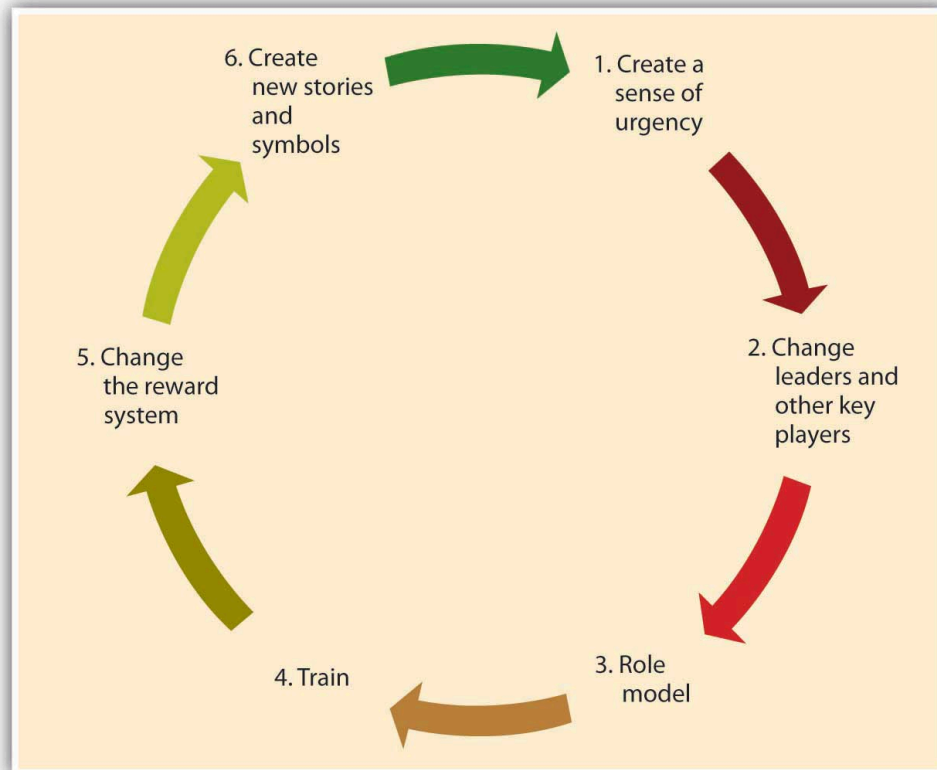 1. Create a
sense of
urgency
2. Change
leaders and
other key
players
3. Role
model
4. Train
5. Change
the reward
system
6. Create
new stories
and
symbols